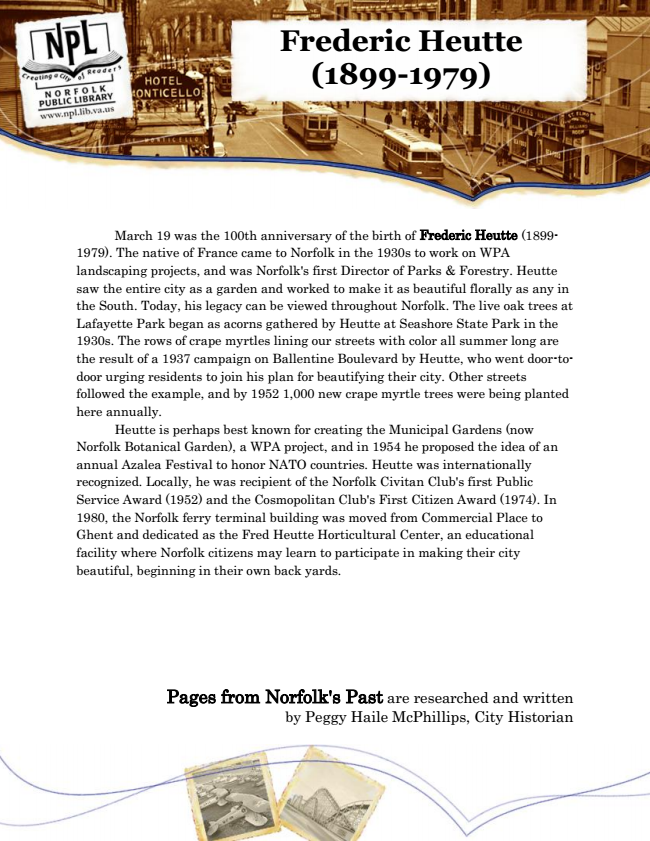 NPL
Creating a City of Readers
NORFOLK
PUBLIC LIBRARY
www.npl.lib.va.us
HOTEL
MONTICELLO
MONTICELLO
Frederic Heutte
(1899-1979)
March 19 was the 100th anniversary of the birth of Frederic Heutte (1899-
1979). The native of France came to Norfolk in the 1930s to work on WPA
landscaping projects, and was Norfolk's first Director of Parks & Forestry. Heutte
saw the entire city as a garden and worked to make it as beautiful florally as any in
the South. Today, his legacy can be viewed throughout Norfolk. The live oak trees at
Lafayette Park began as acorns gathered by Heutte at Seashore State Park in the
1930s. The rows of crape myrtles lining our streets with color all summer long are
the result of a 1937 campaign on Ballentine Boulevard by Heutte, who went door-to-
door urging residents to join his plan for beautifying their city. Other streets
followed the example, and by 1952 1,000 new crape myrtle trees were being planted
here annually.
Heutte is perhaps best known for creating the Municipal Gardens (now
Norfolk Botanical Garden), a WPA project, and in 1954 he proposed the idea of an
annual Azalea Festival to honor NATO countries. Heutte was internationally
recognized. Locally, he was recipient of the Norfolk Civitan Club's first Public
Service Award (1952) and the Cosmopolitan Club's First Citizen Award (1974). In
1980, the Norfolk ferry terminal building was moved from Commercial Place to
Ghent and dedicated as the Fred Heutte Horticultural Center, an educational
facility where Norfolk citizens may learn to participate in making their city
beautiful, beginning in their own back yards.
Pages from Norfolk's Past are researched and written
by Peggy Haile McPhillips, City Historian